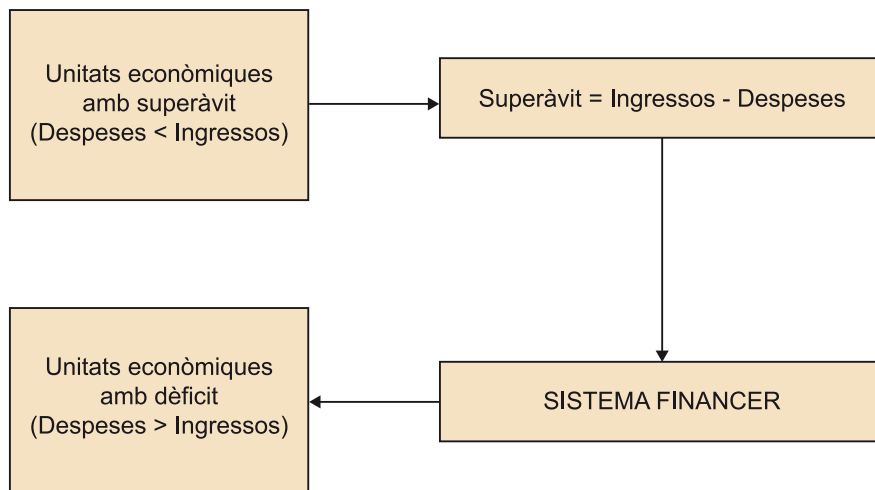 Unitats econòmiques
amb superàvit
(Despeses < Ingressos)
Superàvit = Ingressos - Despeses
Unitats econòmiques
amb dèficit
(Despeses > Ingressos)
SISTEMA FINANCER